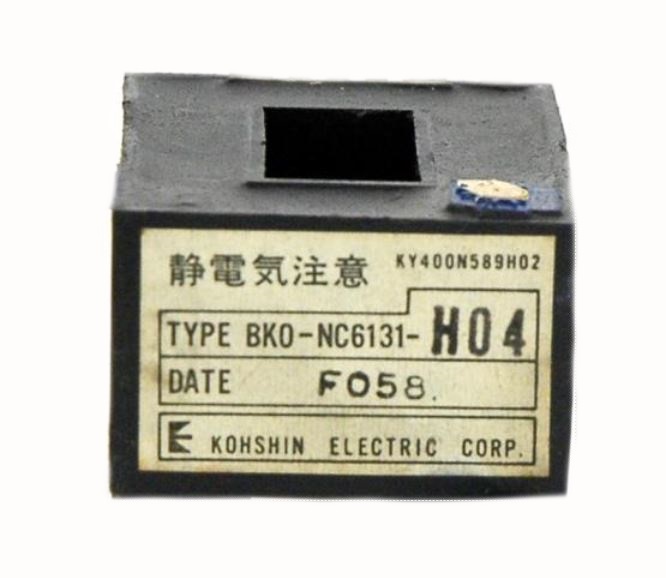 静電気注意 KY400N589H02
TYPE BKO-NC6131-H04
DATE F058.
KOHSHIN ELECTRIC CORP.